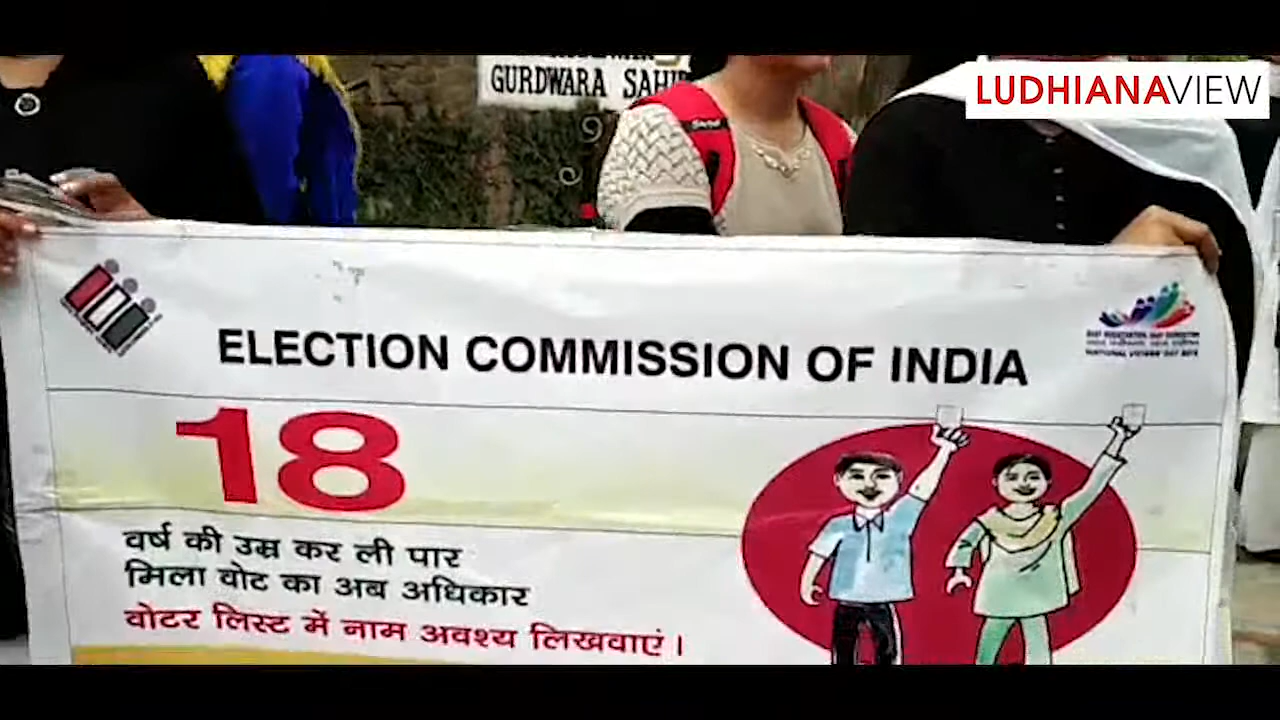 GURDWARA SAHIB
LUDHIANAVIEW
ELECTION COMMISSION OF INDIA
18
वर्ष की उम्र कर ली पार
मिला वोट का अब अधिकार
वोटर लिस्ट में नाम अवश्य लिखवाएं।